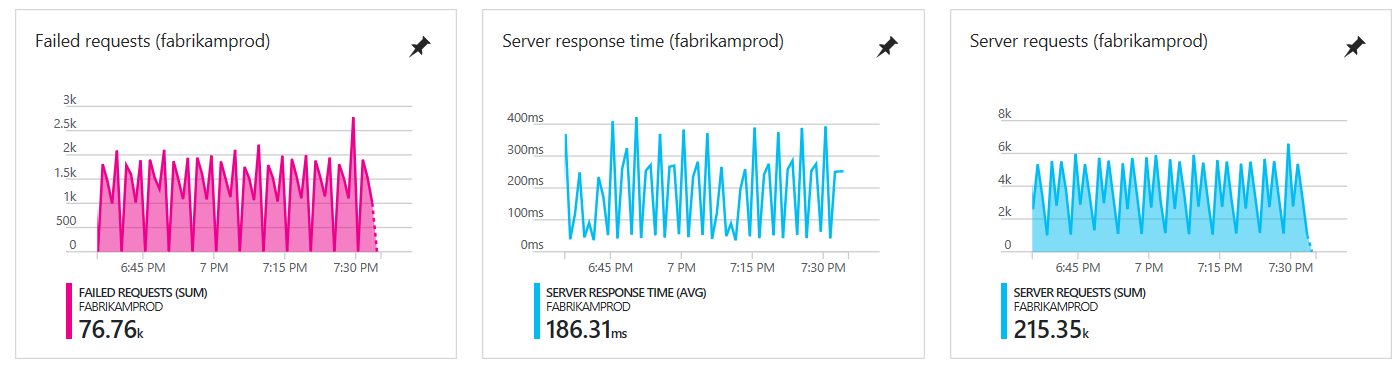 Failed requests (fabrikamprod)
3k
2.5k
2k
1.5k
1k
500
0
6:45 PM 7 PM 7:15 PM 7:30 PM
FAILED REQUESTS (SUM)
FABRIKAMPROD
76.76k
Server response time (fabrikamprod)
400ms
300ms
200ms
100ms
0ms
6:45 PM 7 PM 7:15 PM 7:30 PM
SERVER RESPONSE TIME (AVG)
FABRIKAMPROD
186.31ms
Server requests (fabrikamprod)
8k
6k
4k
2k
0
6:45 PM 7 PM 7:15 PM 7:30 PM
SERVER REQUESTS (SUM)
FABRIKAMPROD
215.35k